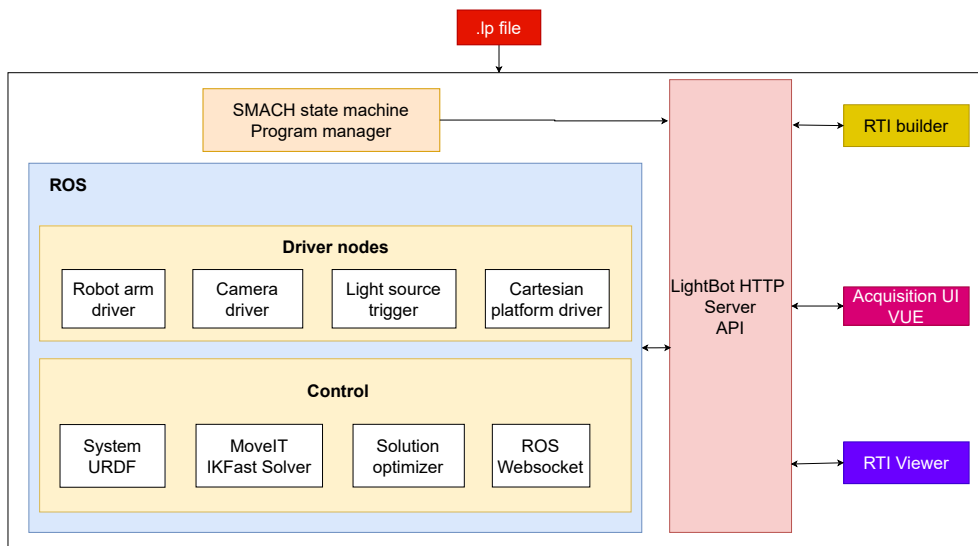 .lp file
SMACH state machine
Program manager
ROS
Driver nodes
Robot arm
driver
Camera
driver
Light source
trigger
Cartesian
platform driver
Control
System
URDF
MoveIT
IKFast Solver
Solution
optimizer
ROS
Websocket
LightBot HTTP
Server
API
RTI builder
Acquisition UI
VUE
RTI Viewer